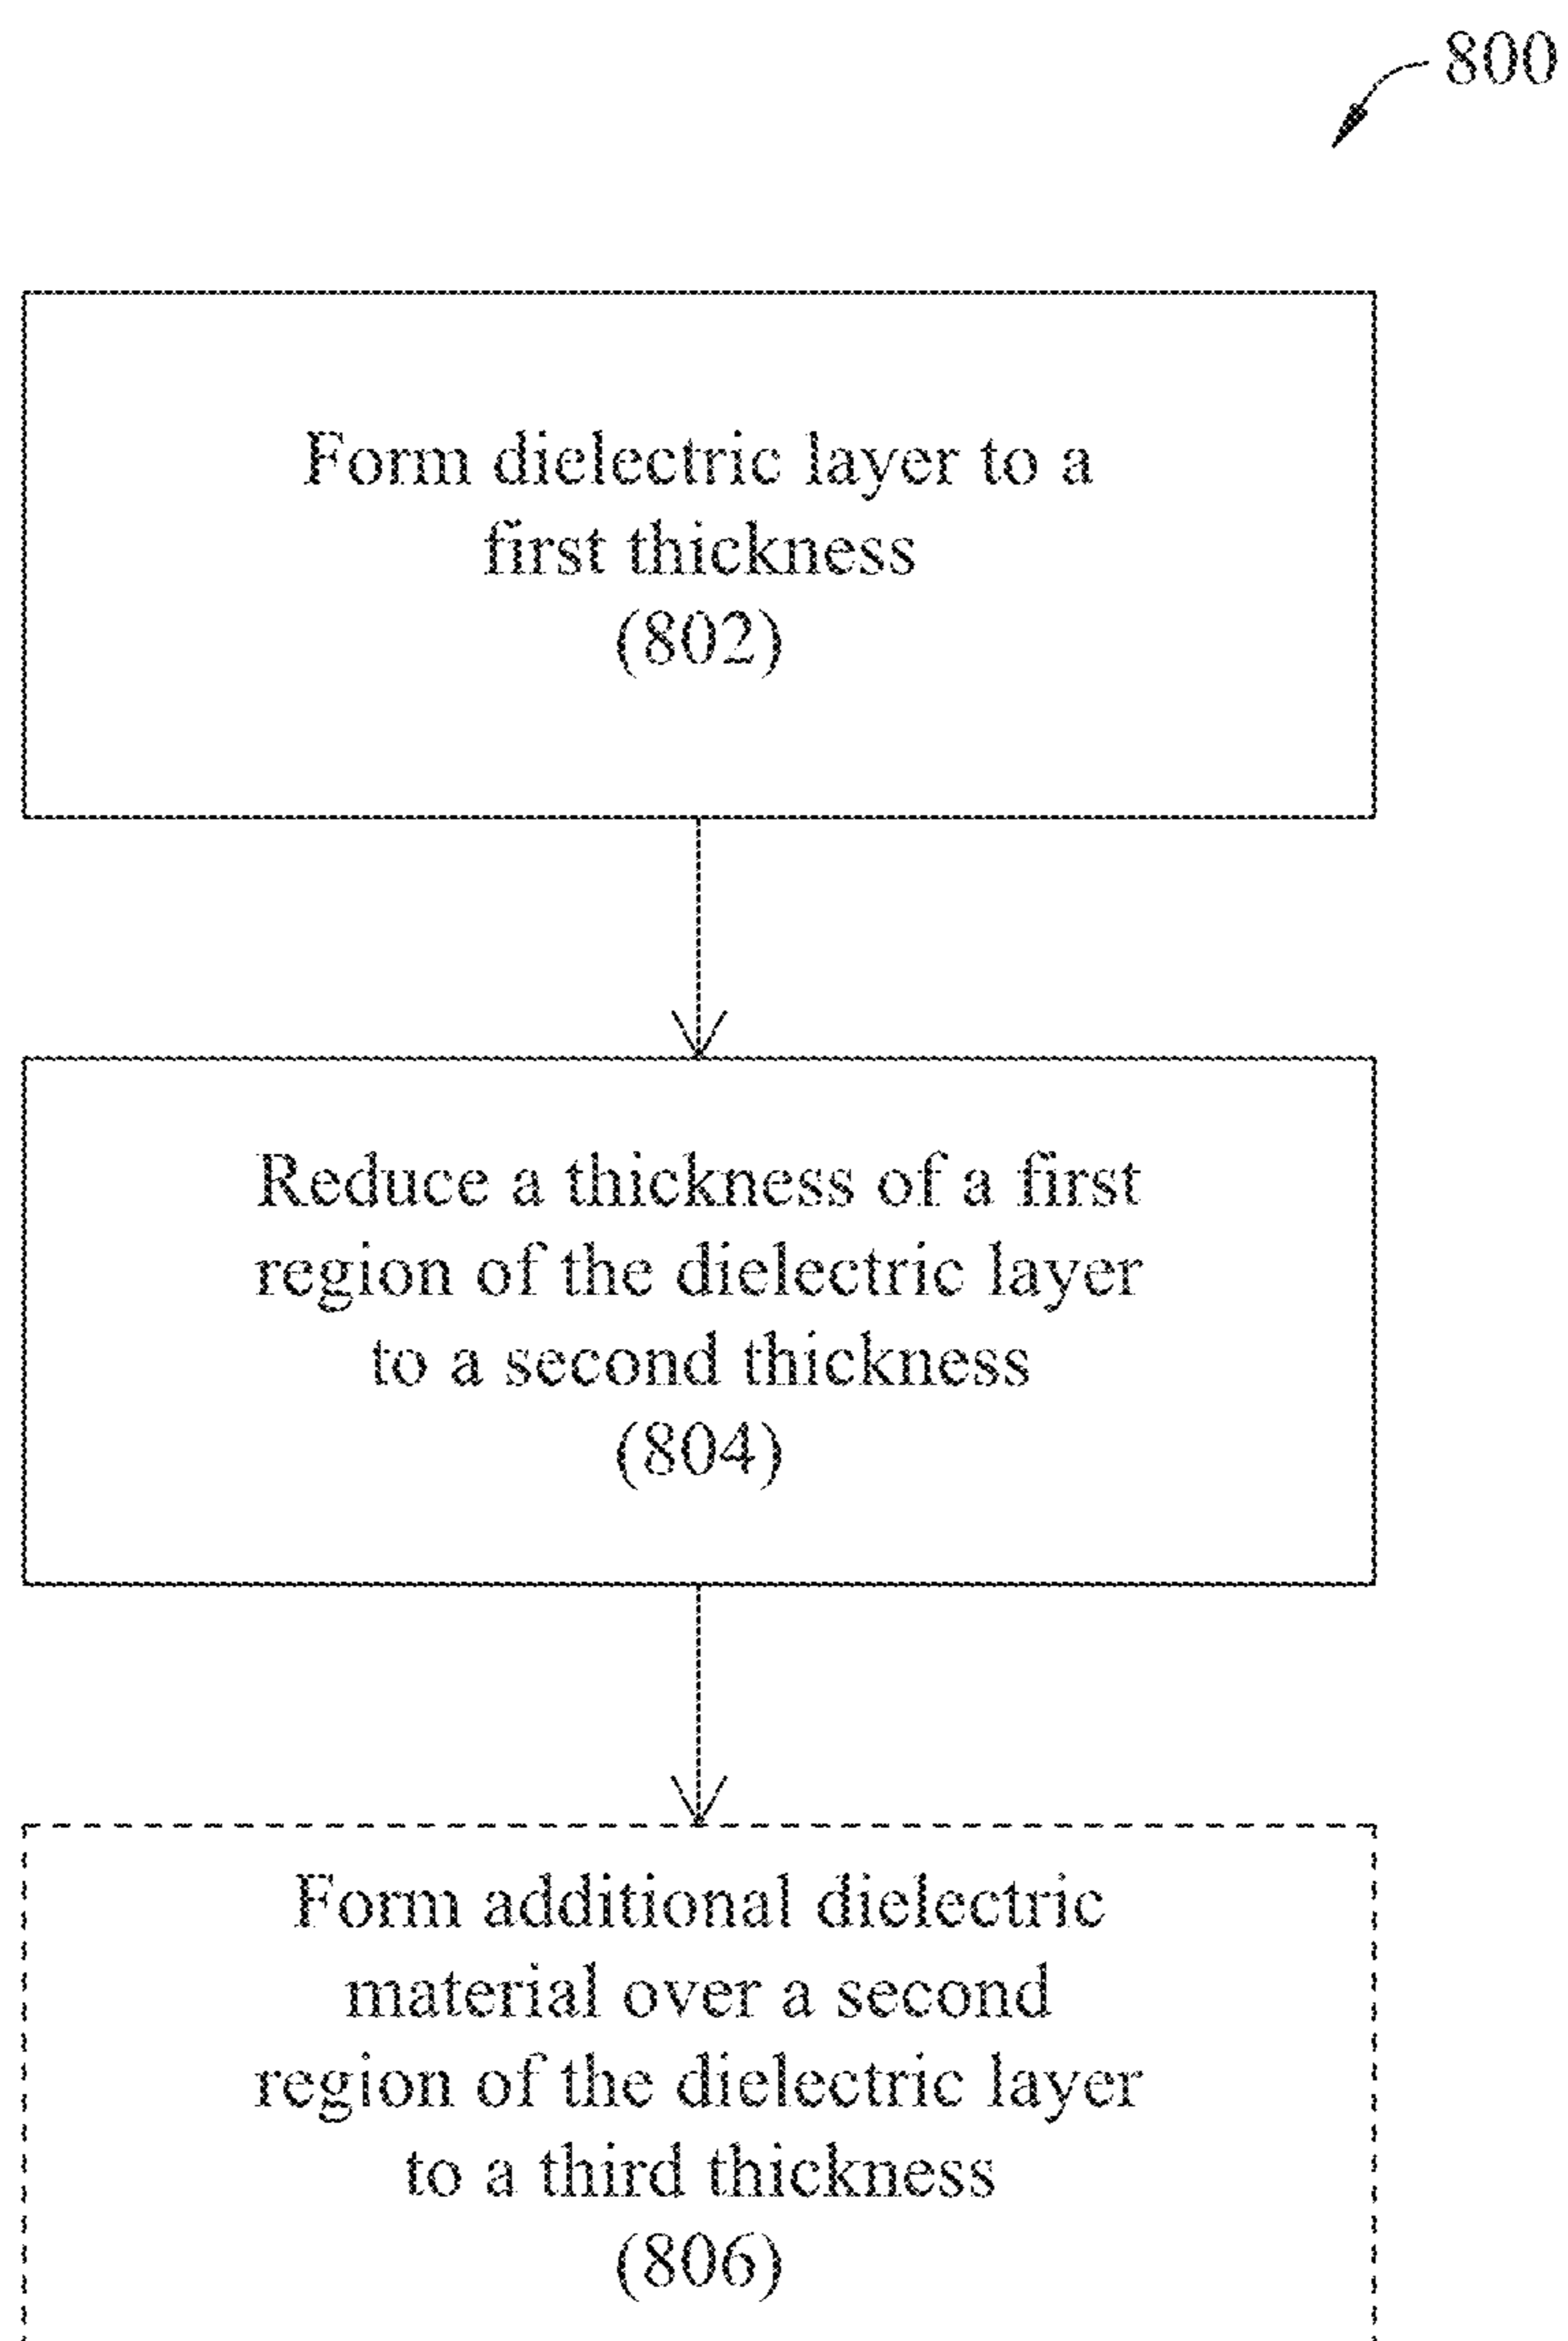 800
Form dielectric layer to a
first thickness
(802)
Reduce a thickness of a first
region of the dielectric layer
to a second thickness
(804)
Form additional dielectric
material over a second
region of the dielectric layer
to a third thickness
(806)